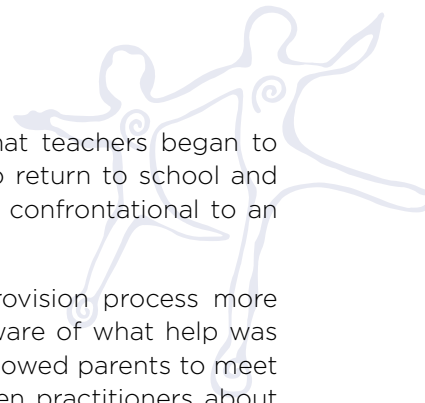 hat teachers began to
return to school and
confrontational to an
rovision process more
vare of what help was
owed parents to meet
en practitioners about